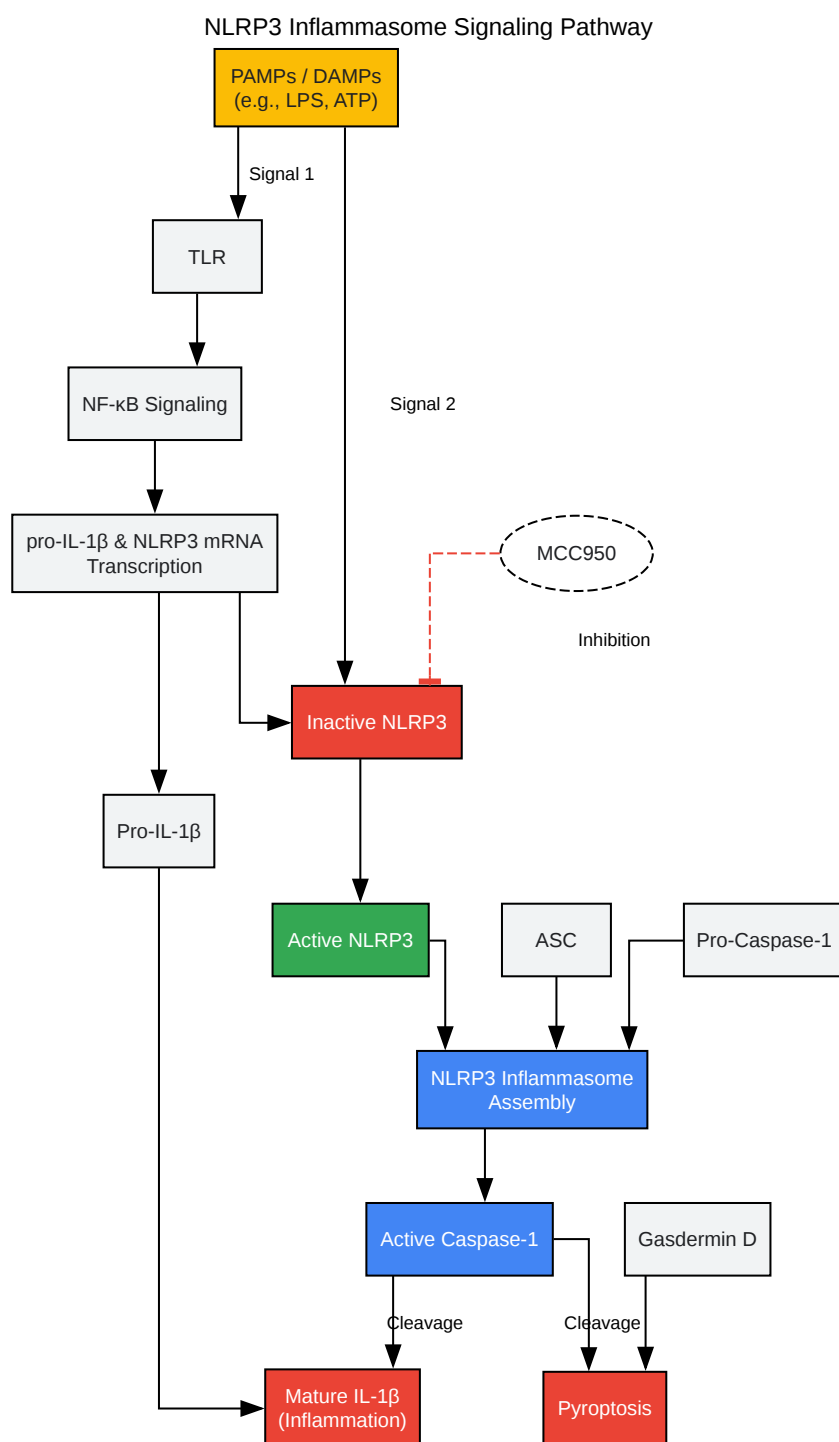 NLRP3 Inflammasome Signaling Pathway
PAMPs / DAMPs
(e.g., LPS, ATP)
Signal 1
TLR
NF-κB Signaling
Signal 2
pro-IL-1β & NLRP3 mRNA
Transcription
MCC950
Inhibition
Inactive NLRP3
Pro-IL-1β
Active NLRP3
ASC
Pro-Caspase-1
NLRP3 Inflammasome
Assembly
Active Caspase-1
Gasdermin D
Cleavage
Cleavage
Mature IL-1β
(Inflammation)
Pyroptosis